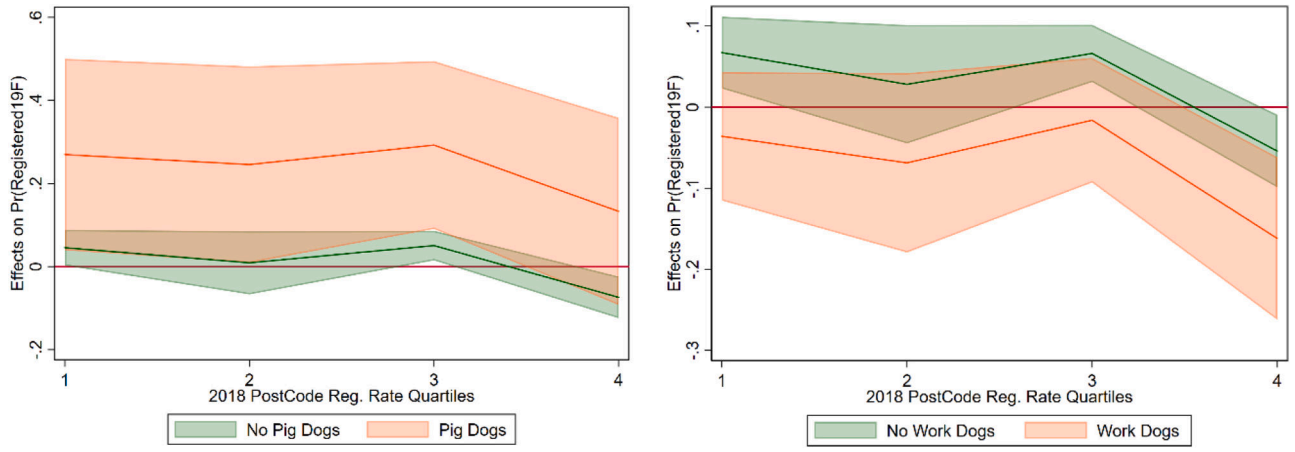 Effects on Pr(Registered19F)
.6
.4
.2
0
-.2
1 2 3 4
2018 PostCode Reg. Rate Quartiles
No Pig Dogs Pig Dogs
Effects on Pr(Registered19F)
.1
0
-.1
-.2
-.3
1 2 3 4
2018 PostCode Reg. Rate Quartiles
No Work Dogs Work Dogs